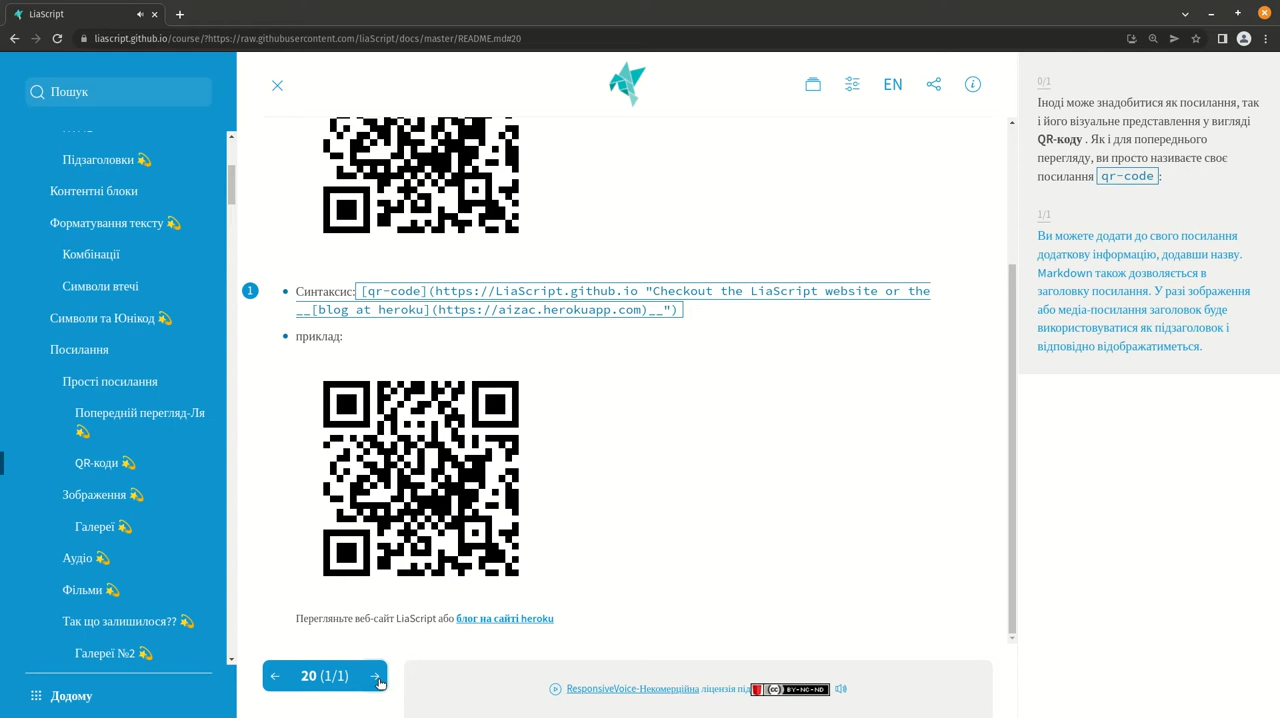 LiaScript
liascript.github.io/course/?https://raw.githubusercontent.com/liaScript/docs/master/README.md#20
Пошук
Підзаголовки 💫
Контентні блоки
Форматування тексту 💫
Комбінації
Символи втечі
Символи та Юнікод 💫
Посилання
Прості посилання
Попередній перегляд-Ля
💫
QR-коди 💫
Зображення 💫
Галереї 💫
Аудіо 💫
Фільми 💫
Так що залишилося?? 💫
Галереї №2 💫
Додому
EN
1
Синтаксис: [qr-code](https://LiaScript.github.io "Checkout the LiaScript website or the
__[blog at heroku](https://aizac.herokuapp.com)__")
приклад:
Перегляньте веб-сайт LiaScript або блог на сайті heroku
20 (1/1)
ResponsiveVoice-Некомерційна ліцензія під
BY-NC-ND
0/1
Іноді може знадобитися як посилання, так
і його візуальне представлення у вигляді
QR-коду . Як і для попереднього
перегляду, ви просто називаєте своє
посилання qr-code:
1/1
Ви можете додати до свого посилання
додаткову інформацію, додавши назву.
Markdown також дозволяється в
заголовку посилання. У разі зображення
або медіа-посилання заголовок буде
використовуватися як підзаголовок і
відповідно відображатиметься.